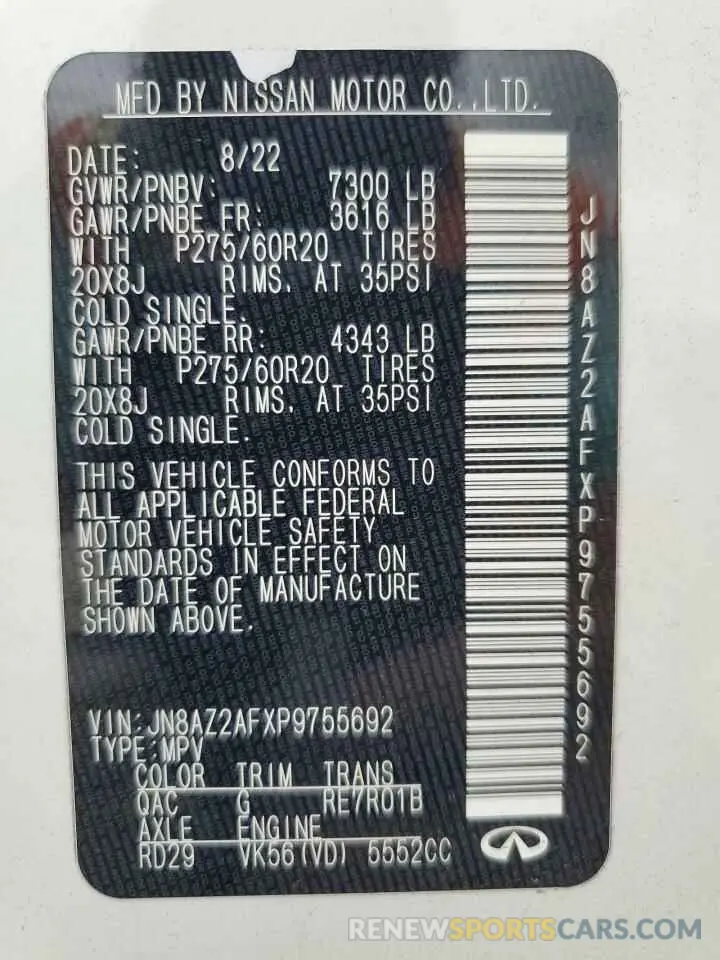 MFD BY NISSAN MOTOR CO.,LTD.
DATE: 8/22
GVWR/PNBV: 7300 LB
GAWR/PNBE FR: 3616 LB
WITH P275/60R20 TIRES
20X8J RIMS, AT 35PSI
COLD SINGLE.
GAWR/PNBE RR: 4343 LB
WITH P275/60R20 TIRES
20X8J RIMS, AT 35PSI
COLD SINGLE.
THIS VEHICLE CONFORMS TO
ALL APPLICABLE FEDERAL
MOTOR VEHICLE SAFETY
STANDARDS IN EFFECT ON
THE DATE OF MANUFACTURE
SHOWN ABOVE.
VIN:JN8AZ2AFXP9755692
TYPE:MPV
COLOR TRIM TRANS
QAC G RE7R01B
AXLE ENGINE
RD29 VK56(VD) 5552CC
JN8AZ2AFXP9755692
RENEWSPORTSCARS.COM